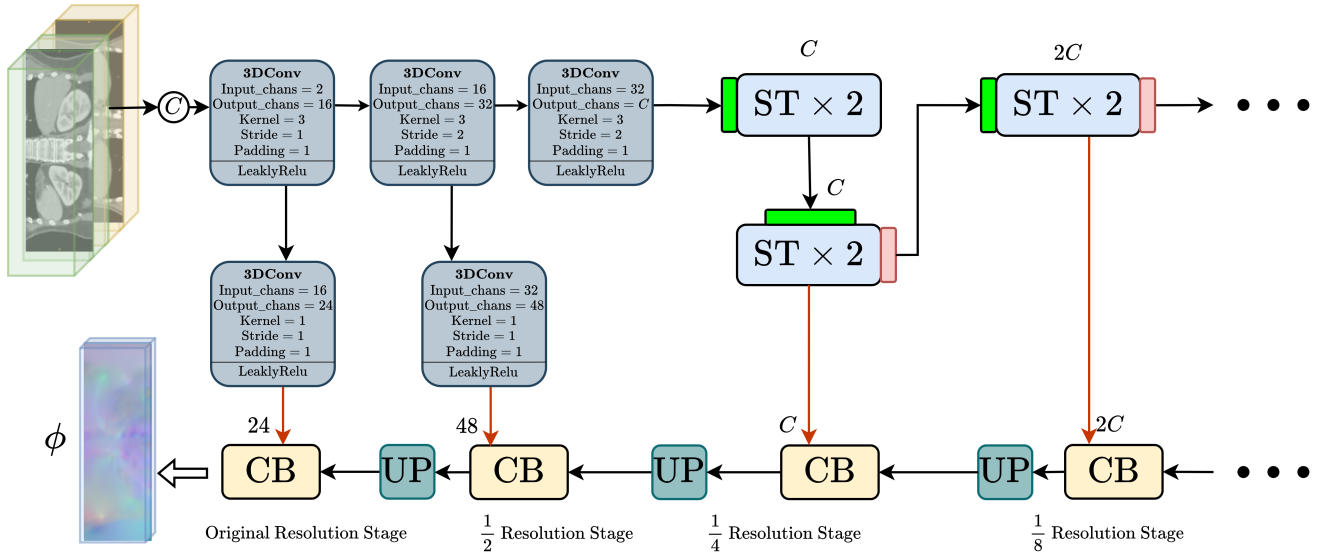 C
3DConv
Input_chans = 2
Output_chans = 16
Kernel = 3
Stride = 1
Padding = 1
LeaklyRelu
3DConv
Input_chans = 16
Output_chans = 32
Kernel = 3
Stride = 2
Padding = 1
LeaklyRelu
3DConv
Input_chans = 32
Output_chans = C
Kernel = 3
Stride = 2
Padding = 1
LeaklyRelu
C
ST × 2
2C
ST × 2
C
ST × 2
3DConv
Input_chans = 16
Output_chans = 24
Kernel = 1
Stride = 1
Padding = 1
LeaklyRelu
3DConv
Input_chans = 32
Output_chans = 48
Kernel = 1
Stride = 1
Padding = 1
LeaklyRelu
24
48
C
2C
ϕ
CB
UP
CB
UP
CB
UP
CB
Original Resolution Stage
1/2 Resolution Stage
1/4 Resolution Stage
1/8 Resolution Stage